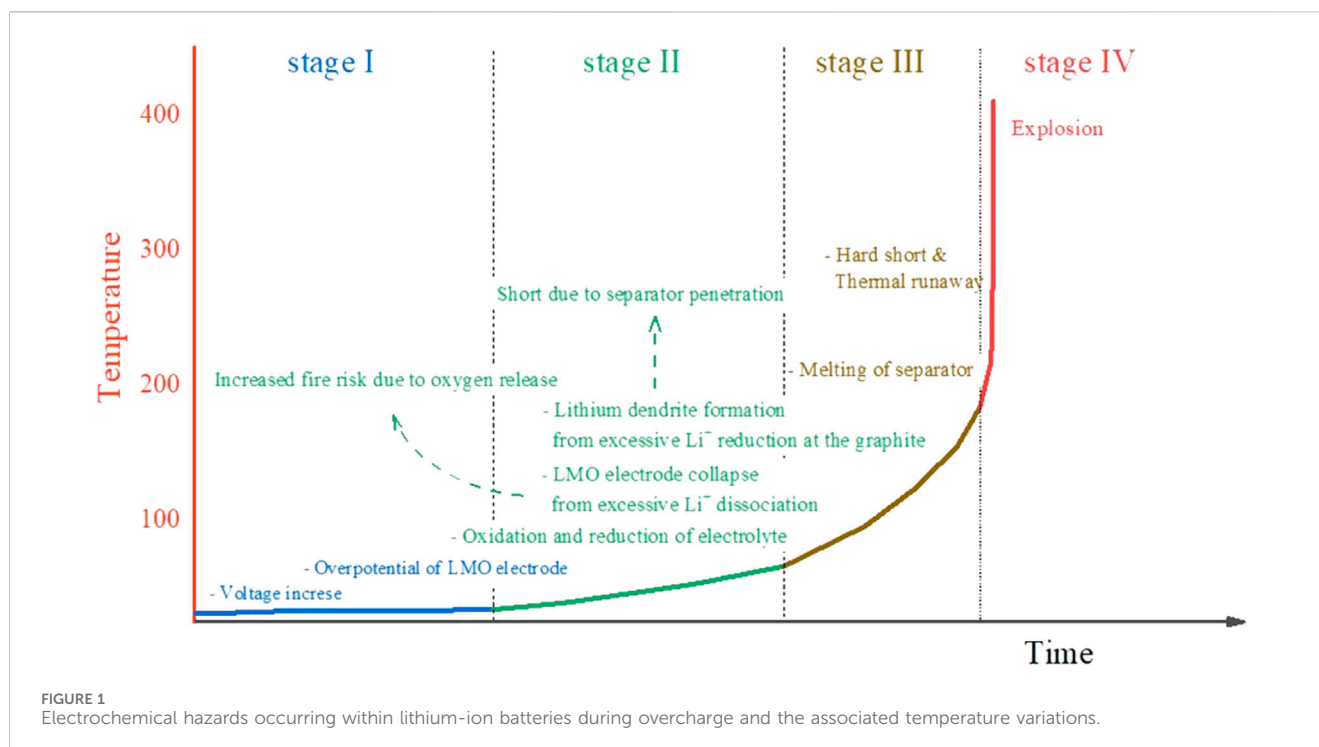 stage I
stage II
stage III
stage IV
400
Explosion
300
- Hard short &
Thermal runaway
Short due to separator penetration
Temperature
200
- Melting of separator
Increased fire risk due to oxygen release
- Lithium dendrite formation
from excessive Li⁻ reduction at the graphite
- LMO electrode collapse
from excessive Li⁻ dissociation
100
- Oxidation and reduction of electrolyte
- Overpotential of LMO electrode
- Voltage increse
Time
FIGURE 1
Electrochemical hazards occurring within lithium-ion batteries during overcharge and the associated temperature variations.